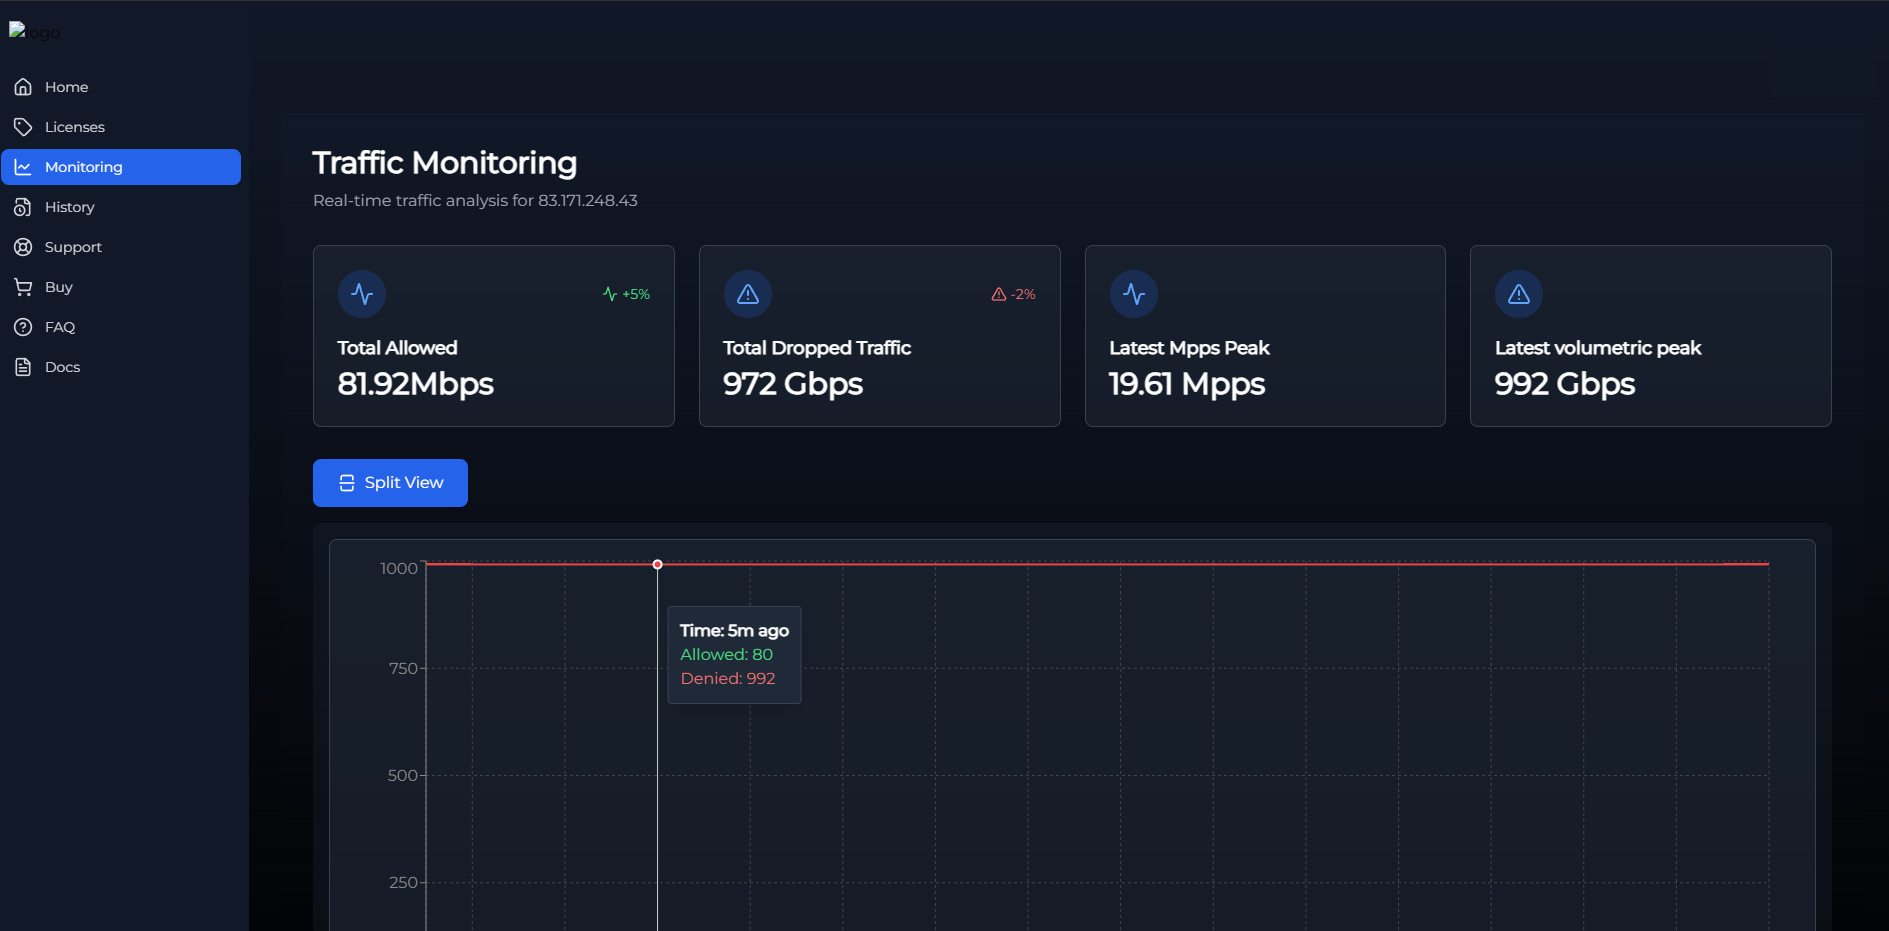 logo
Home
Licenses
Monitoring
History
Support
Buy
FAQ
Docs
Traffic Monitoring
Real-time traffic analysis for 83.171.248.43
+5%
Total Allowed
81.92Mbps
-2%
Total Dropped Traffic
972 Gbps
Latest Mpps Peak
19.61 Mpps
Latest volumetric peak
992 Gbps
Split View
1000
750
500
250
Time: 5m ago
Allowed: 80
Denied: 992